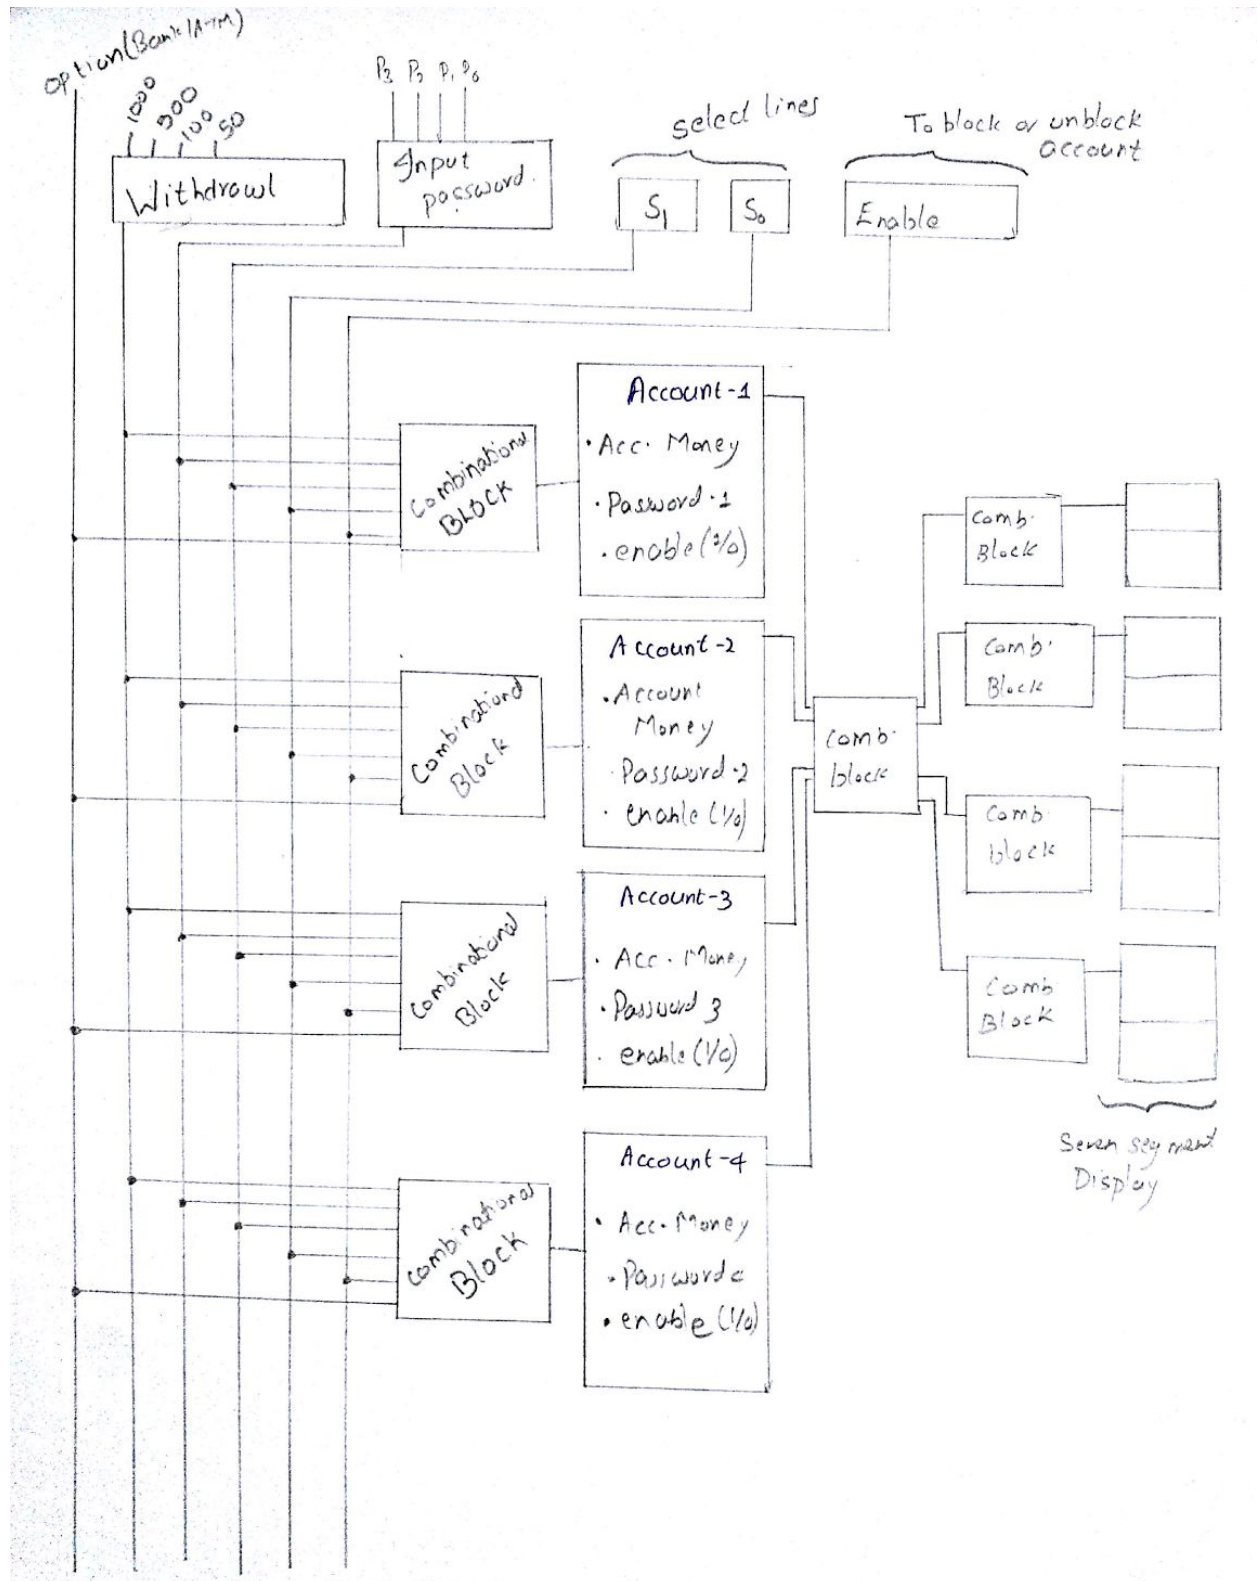 option(Bank/ATM)
1000
500
100
50
Withdrawl
P3 P2 P1 P0
Input
password.
select lines
S1
S0
To block or unblock
account
Enable
Combinational
BLOCK
Account-1
• Acc. Money
• Password-1
• enable(1/0)
Combinational
Block
Account-2
• Account
Money
• Password-2
• enable (1/0)
Combinational
Block
Account-3
• Acc. Money
• Password 3
• enable (1/0)
Combinational
Block
Account-4
• Acc. Money
• Password
• enable (1/0)
Comb.
block
Comb.
Block
Comb.
Block
Comb.
block
Comb
Block
Seven segment
Display